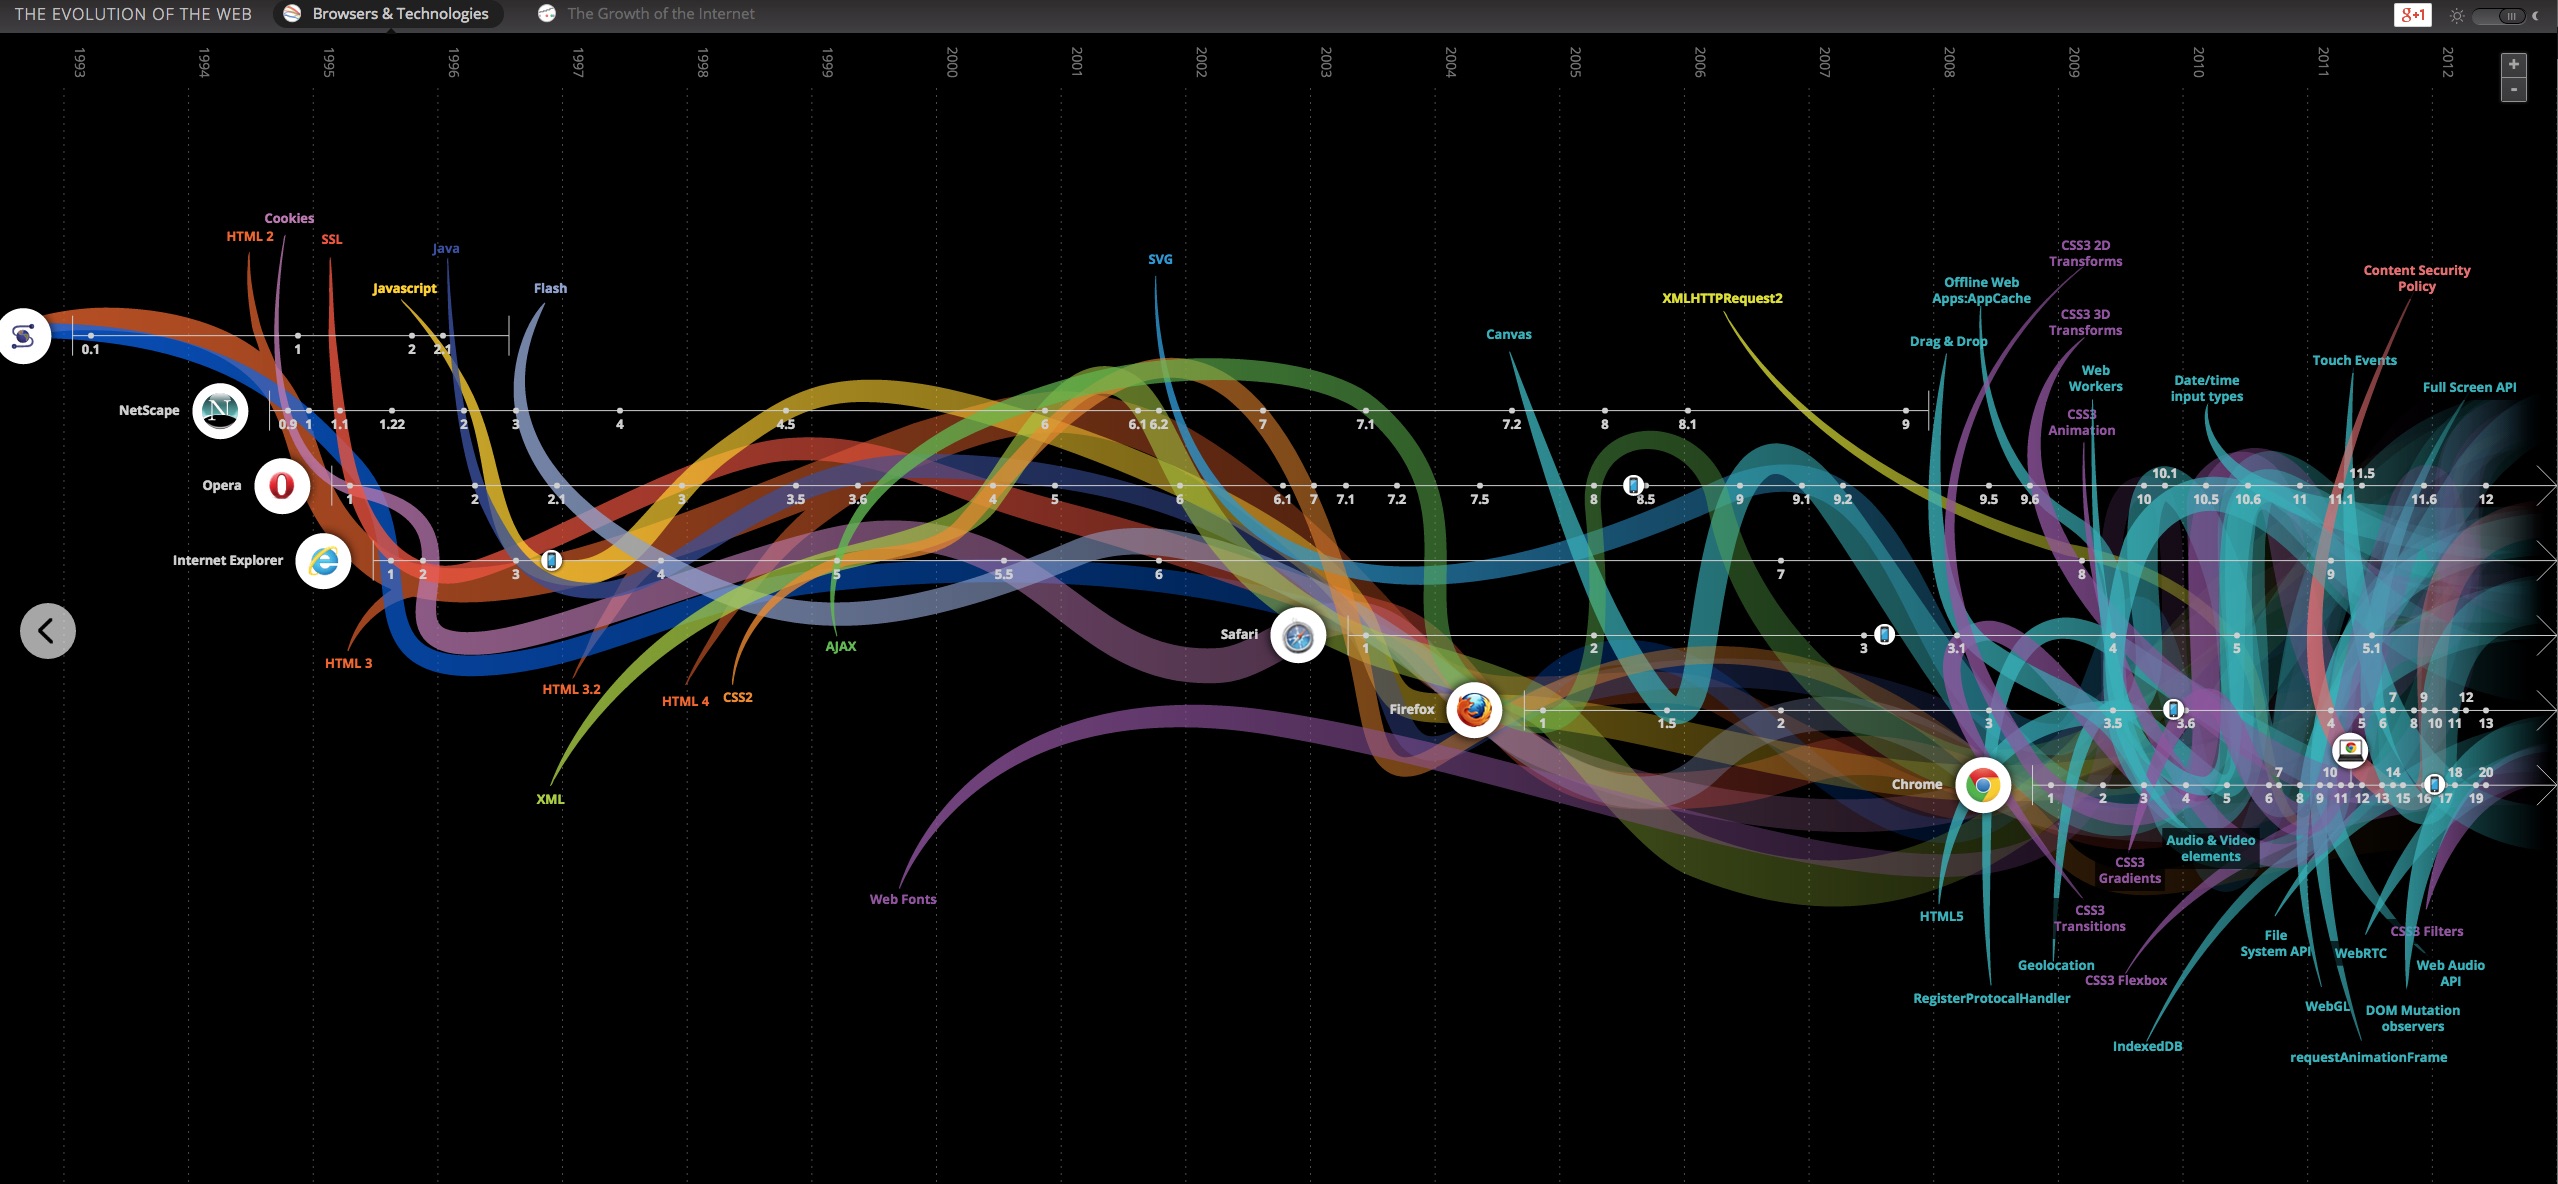 THE EVOLUTION OF THE WEB
Browsers & Technologies
The Growth of the Internet
g+1
1993
1994
1995
1996
1997
1998
1999
2000
2001
2002
2003
2004
2005
2006
2007
2008
2009
2010
2011
2012
+
-
Cookies
HTML 2
SSL
Java
Javascript
Flash
SVG
XMLHTTPRequest2
Canvas
Offline Web
Apps:AppCache
Drag & Drop
CSS3 2D
Transforms
CSS3 3D
Transforms
Web
Workers
CSS3
Animation
Date/time
input types
Content Security
Policy
Touch Events
Full Screen API
0.1 1 2 2.1
NetScape
N
0.9 1 1.1 1.22 2 3 4 4.5 6 6.1 6.2 7 7.1 7.2 8 8.1 9
10.1 11.5
Opera
1 2 2.1 3 3.5 3.6 4 5 6 6.1 7 7.1 7.2 7.5 8 8.5 9 9.1 9.2 9.5 9.6 10 10.5 10.6 11 11.1 11.6 12
Internet Explorer
1 2 3 4 5 5.5 6 7 8 9
Safari
1 2 3 3.1 4 5 5.1
7 9 12
Firefox
1 1.5 2 3 3.5 3.6 4 5 6 8 10 11 13
7 10 14 18 20
Chrome
1 2 3 4 5 6 8 9 11 12 13 15 16 17 19
HTML 3
HTML 3.2
HTML 4
CSS2
AJAX
XML
Web Fonts
HTML5
RegisterProtocalHandler
Geolocation
CSS3
Gradients
CSS3
Transitions
Audio & Video
elements
CSS3 Flexbox
IndexedDB
File
System API
WebRTC
CSS3 Filters
Web Audio
API
WebGL
DOM Mutation
observers
requestAnimationFrame